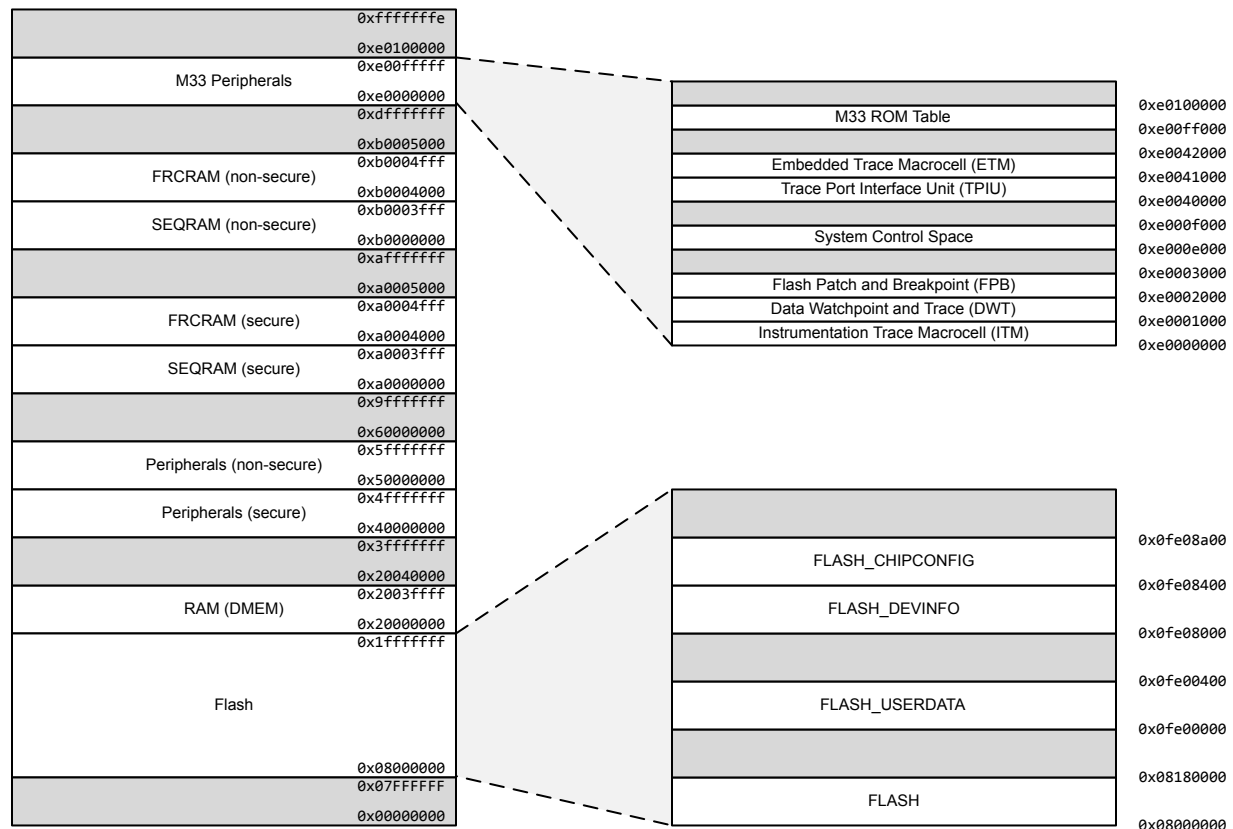 0xfffffffe
0xe0100000
0xe00fffff
M33 Peripherals
0xe0000000
0xdfffffff
0xb0005000
0xb0004fff
FRCRAM (non-secure)
0xb0004000
0xb0003fff
SEQRAM (non-secure)
0xb0000000
0xafffffff
0xa0005000
0xa0004fff
FRCRAM (secure)
0xa0004000
0xa0003fff
SEQRAM (secure)
0xa0000000
0x9fffffff
0x60000000
0x5fffffff
Peripherals (non-secure)
0x50000000
0x4fffffff
Peripherals (secure)
0x40000000
0x3fffffff
0x20040000
0x2003ffff
RAM (DMEM)
0x20000000
0x1fffffff
Flash
0x08000000
0x07FFFFFF
0x00000000
0xe0100000
M33 ROM Table
0xe00ff000
0xe0042000
Embedded Trace Macrocell (ETM)
0xe0041000
Trace Port Interface Unit (TPIU)
0xe0040000
0xe000f000
System Control Space
0xe000e000
0xe0003000
Flash Patch and Breakpoint (FPB)
0xe0002000
Data Watchpoint and Trace (DWT)
0xe0001000
Instrumentation Trace Macrocell (ITM)
0xe0000000
0x0fe08a00
FLASH_CHIPCONFIG
0x0fe08400
FLASH_DEVINFO
0x0fe08000
0x0fe00400
FLASH_USERDATA
0x0fe00000
0x08180000
FLASH
0x08000000